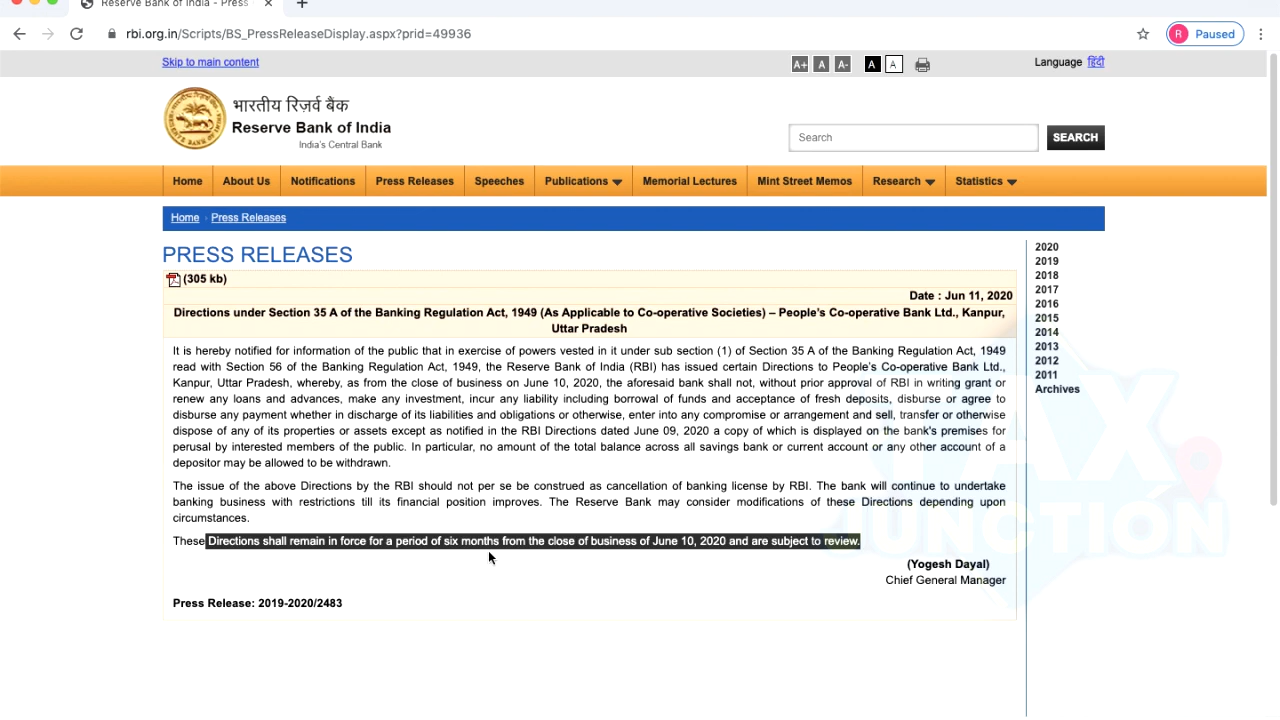 Reserve Bank of India - Press
rbi.org.in/Scripts/BS_PressReleaseDisplay.aspx?prid=49936
R Paused
Skip to main content
A+ A A- A A
Language हिंदी
भारतीय रिज़र्व बैंक
Reserve Bank of India
India's Central Bank
Search
SEARCH
Home About Us Notifications Press Releases Speeches Publications Memorial Lectures Mint Street Memos Research Statistics
Home Press Releases
PRESS RELEASES
(305 kb)
Date : Jun 11, 2020
Directions under Section 35 A of the Banking Regulation Act, 1949 (As Applicable to Co-operative Societies) – People's Co-operative Bank Ltd., Kanpur,
Uttar Pradesh
It is hereby notified for information of the public that in exercise of powers vested in it under sub section (1) of Section 35 A of the Banking Regulation Act, 1949
read with Section 56 of the Banking Regulation Act, 1949, the Reserve Bank of India (RBI) has issued certain Directions to People's Co-operative Bank Ltd.,
Kanpur, Uttar Pradesh, whereby, as from the close of business on June 10, 2020, the aforesaid bank shall not, without prior approval of RBI in writing grant or
renew any loans and advances, make any investment, incur any liability including borrowal of funds and acceptance of fresh deposits, disburse or agree to
disburse any payment whether in discharge of its liabilities and obligations or otherwise, enter into any compromise or arrangement and sell, transfer or otherwise
dispose of any of its properties or assets except as notified in the RBI Directions dated June 09, 2020 a copy of which is displayed on the bank's premises for
perusal by interested members of the public. In particular, no amount of the total balance across all savings bank or current account or any other account of a
depositor may be allowed to be withdrawn.
The issue of the above Directions by the RBI should not per se be construed as cancellation of banking license by RBI. The bank will continue to undertake
banking business with restrictions till its financial position improves. The Reserve Bank may consider modifications of these Directions depending upon
circumstances.
These Directions shall remain in force for a period of six months from the close of business of June 10, 2020 and are subject to review.
(Yogesh Dayal)
Chief General Manager
Press Release: 2019-2020/2483
2020
2019
2018
2017
2016
2015
2014
2013
2012
2011
Archives
TAX
JUNCTION